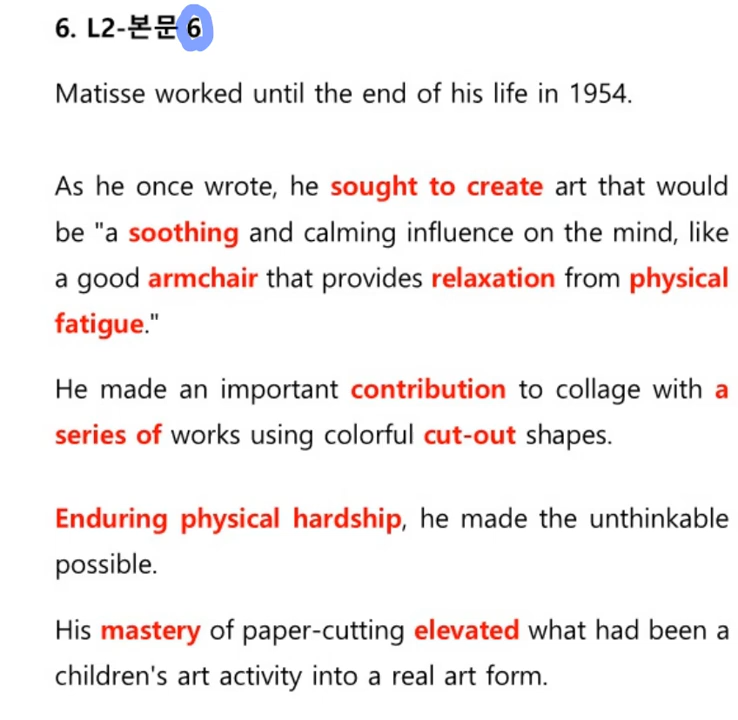 6. L2-본문 6
Matisse worked until the end of his life in 1954.
As he once wrote, he sought to create art that would
be "a soothing and calming influence on the mind, like
a good armchair that provides relaxation from physical
fatigue."
He made an important contribution to collage with a
series of works using colorful cut-out shapes.
Enduring physical hardship, he made the unthinkable
possible.
His mastery of paper-cutting elevated what had been a
children's art activity into a real art form.